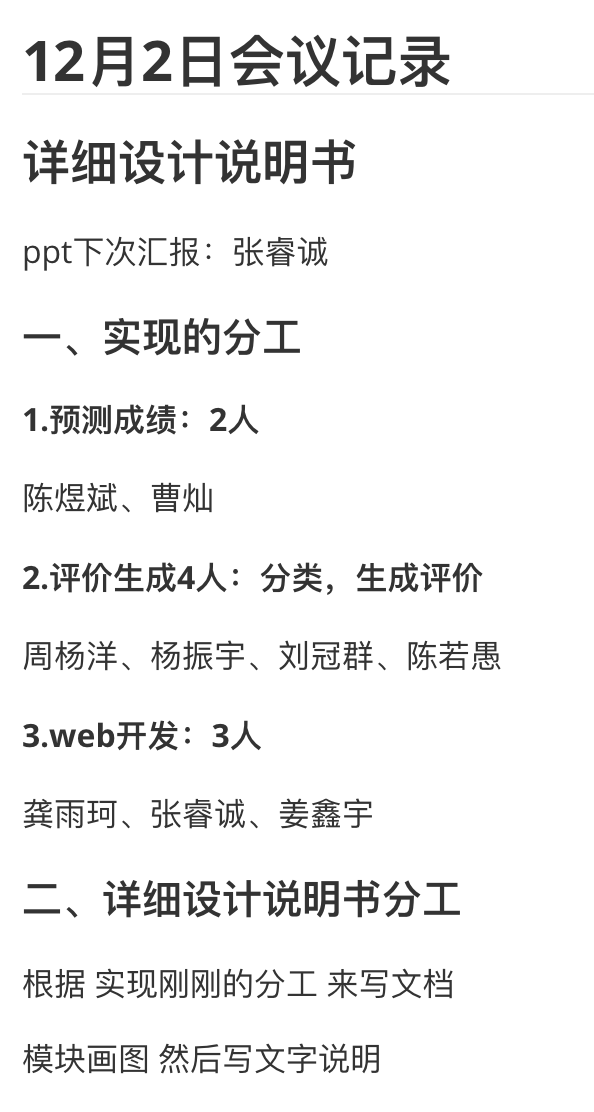 12月2日会议记录
详细设计说明书
ppt下次汇报：张睿诚
一、实现的分工
1.预测成绩：2人
陈煜斌、曹灿
2.评价生成4人：分类，生成评价
周杨洋、杨振宇、刘冠群、陈若愚
3.web开发：3人
龚雨珂、张睿诚、姜鑫宇
二、详细设计说明书分工
根据 实现刚刚的分工 来写文档
模块画图 然后写文字说明